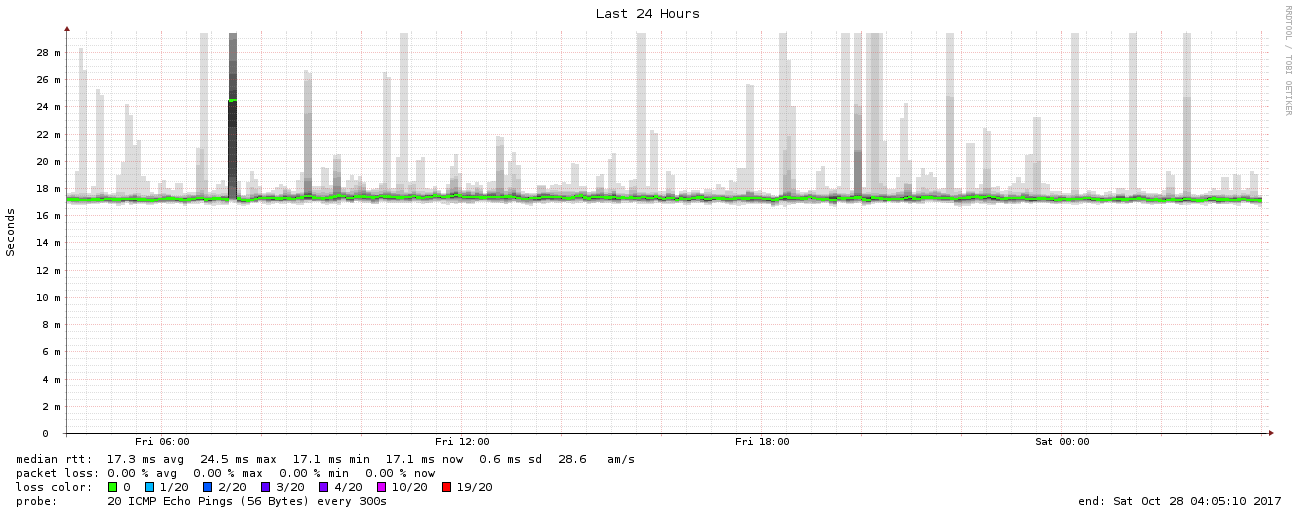 Last 24 Hours
RRDTOOL / TOBI OETIKER
Seconds
28 m
26 m
24 m
22 m
20 m
18 m
16 m
14 m
12 m
10 m
8 m
6 m
4 m
2 m
0
Fri 06:00 Fri 12:00 Fri 18:00 Sat 00:00
median rtt: 17.3 ms avg 24.5 ms max 17.1 ms min 17.1 ms now 0.6 ms sd 28.6 am/s
packet loss: 0.00 % avg 0.00 % max 0.00 % min 0.00 % now
loss color: 0 1/20 2/20 3/20 4/20 10/20 19/20
probe: 20 ICMP Echo Pings (56 Bytes) every 300s end: Sat Oct 28 04:05:10 2017